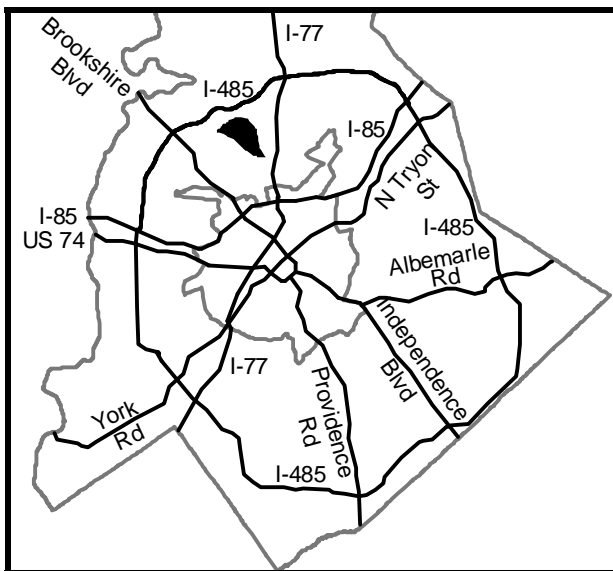 I-77
Brookshire
Blvd
I-485
I-85
N Tryon
St
I-85
US 74
I-485
Albemarle
Rd
Independence
Blvd
I-77
Providence
Rd
York
Rd
I-485